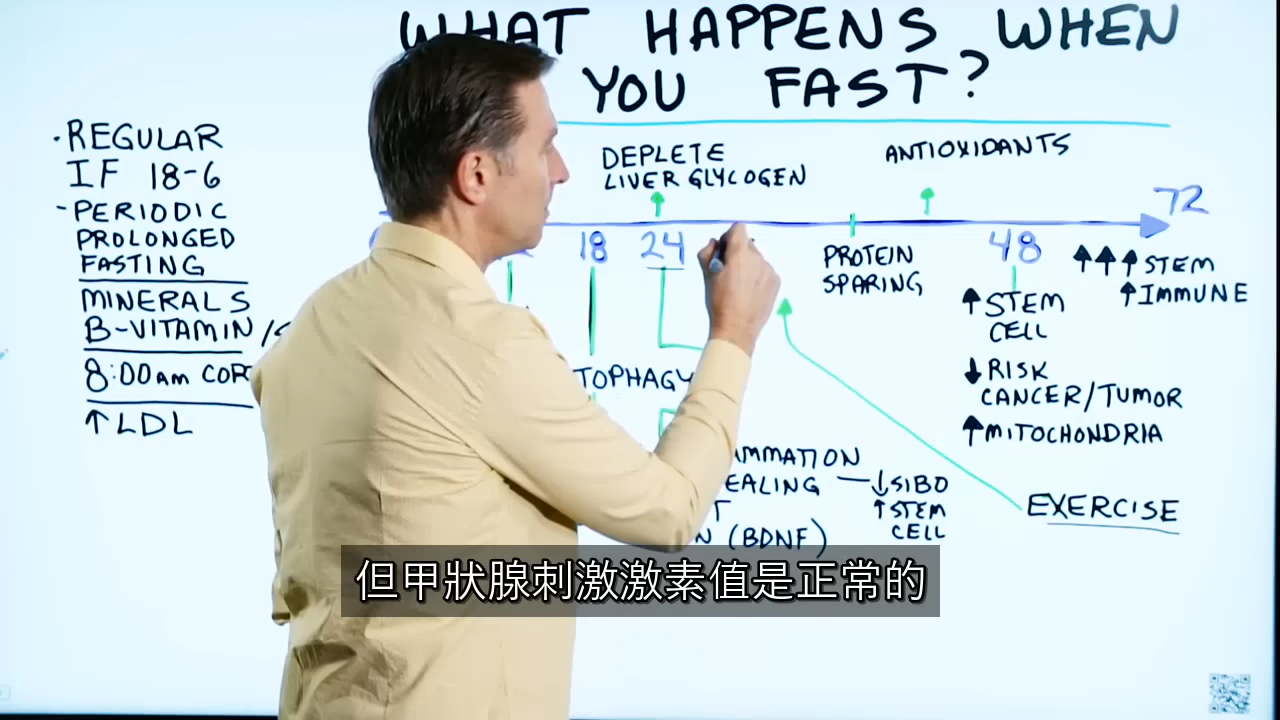 WHAT HAPPENS WHEN
YOU FAST?
·REGULAR
IF 18-6
-PERIODIC
PROLONGED
FASTING
MINERALS
B-VITAMIN/
8:00AM
↑LDL
DEPLETE
LIVER GLYCOGEN
ANTIOXIDANTS
72
18
24
PROTEIN
SPARING
48
↑↑↑STEM
↑IMMUNE
↑STEM
CELL
↓RISK
CANCER/TUMOR
↑MITOCHONDRIA
EXERCISE
↓SIBO
↑STEM
CELL
(BDNF)
但甲狀腺刺激激素值是正常的